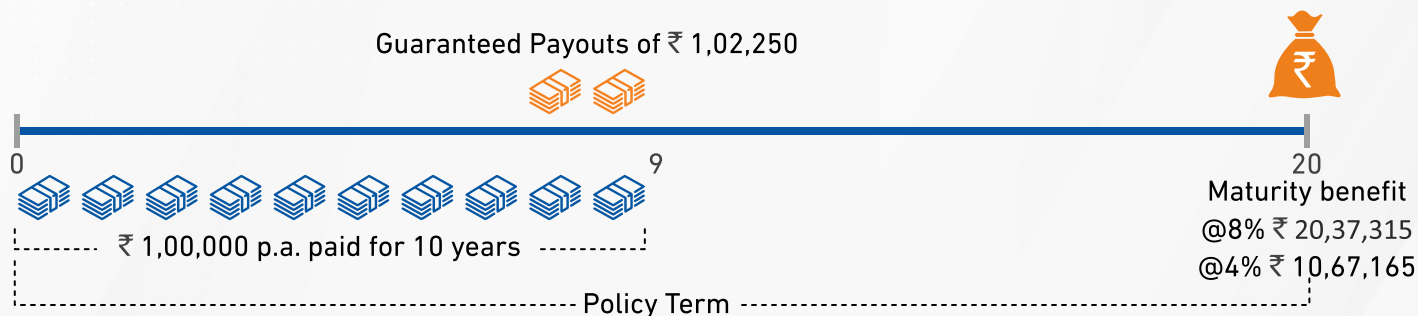 Guaranteed Payouts of ₹ 1,02,250
₹
0
9
20
Maturity benefit
@8% ₹ 20,37,315
@4% ₹ 10,67,165
₹ 1,00,000 p.a. paid for 10 years
Policy Term